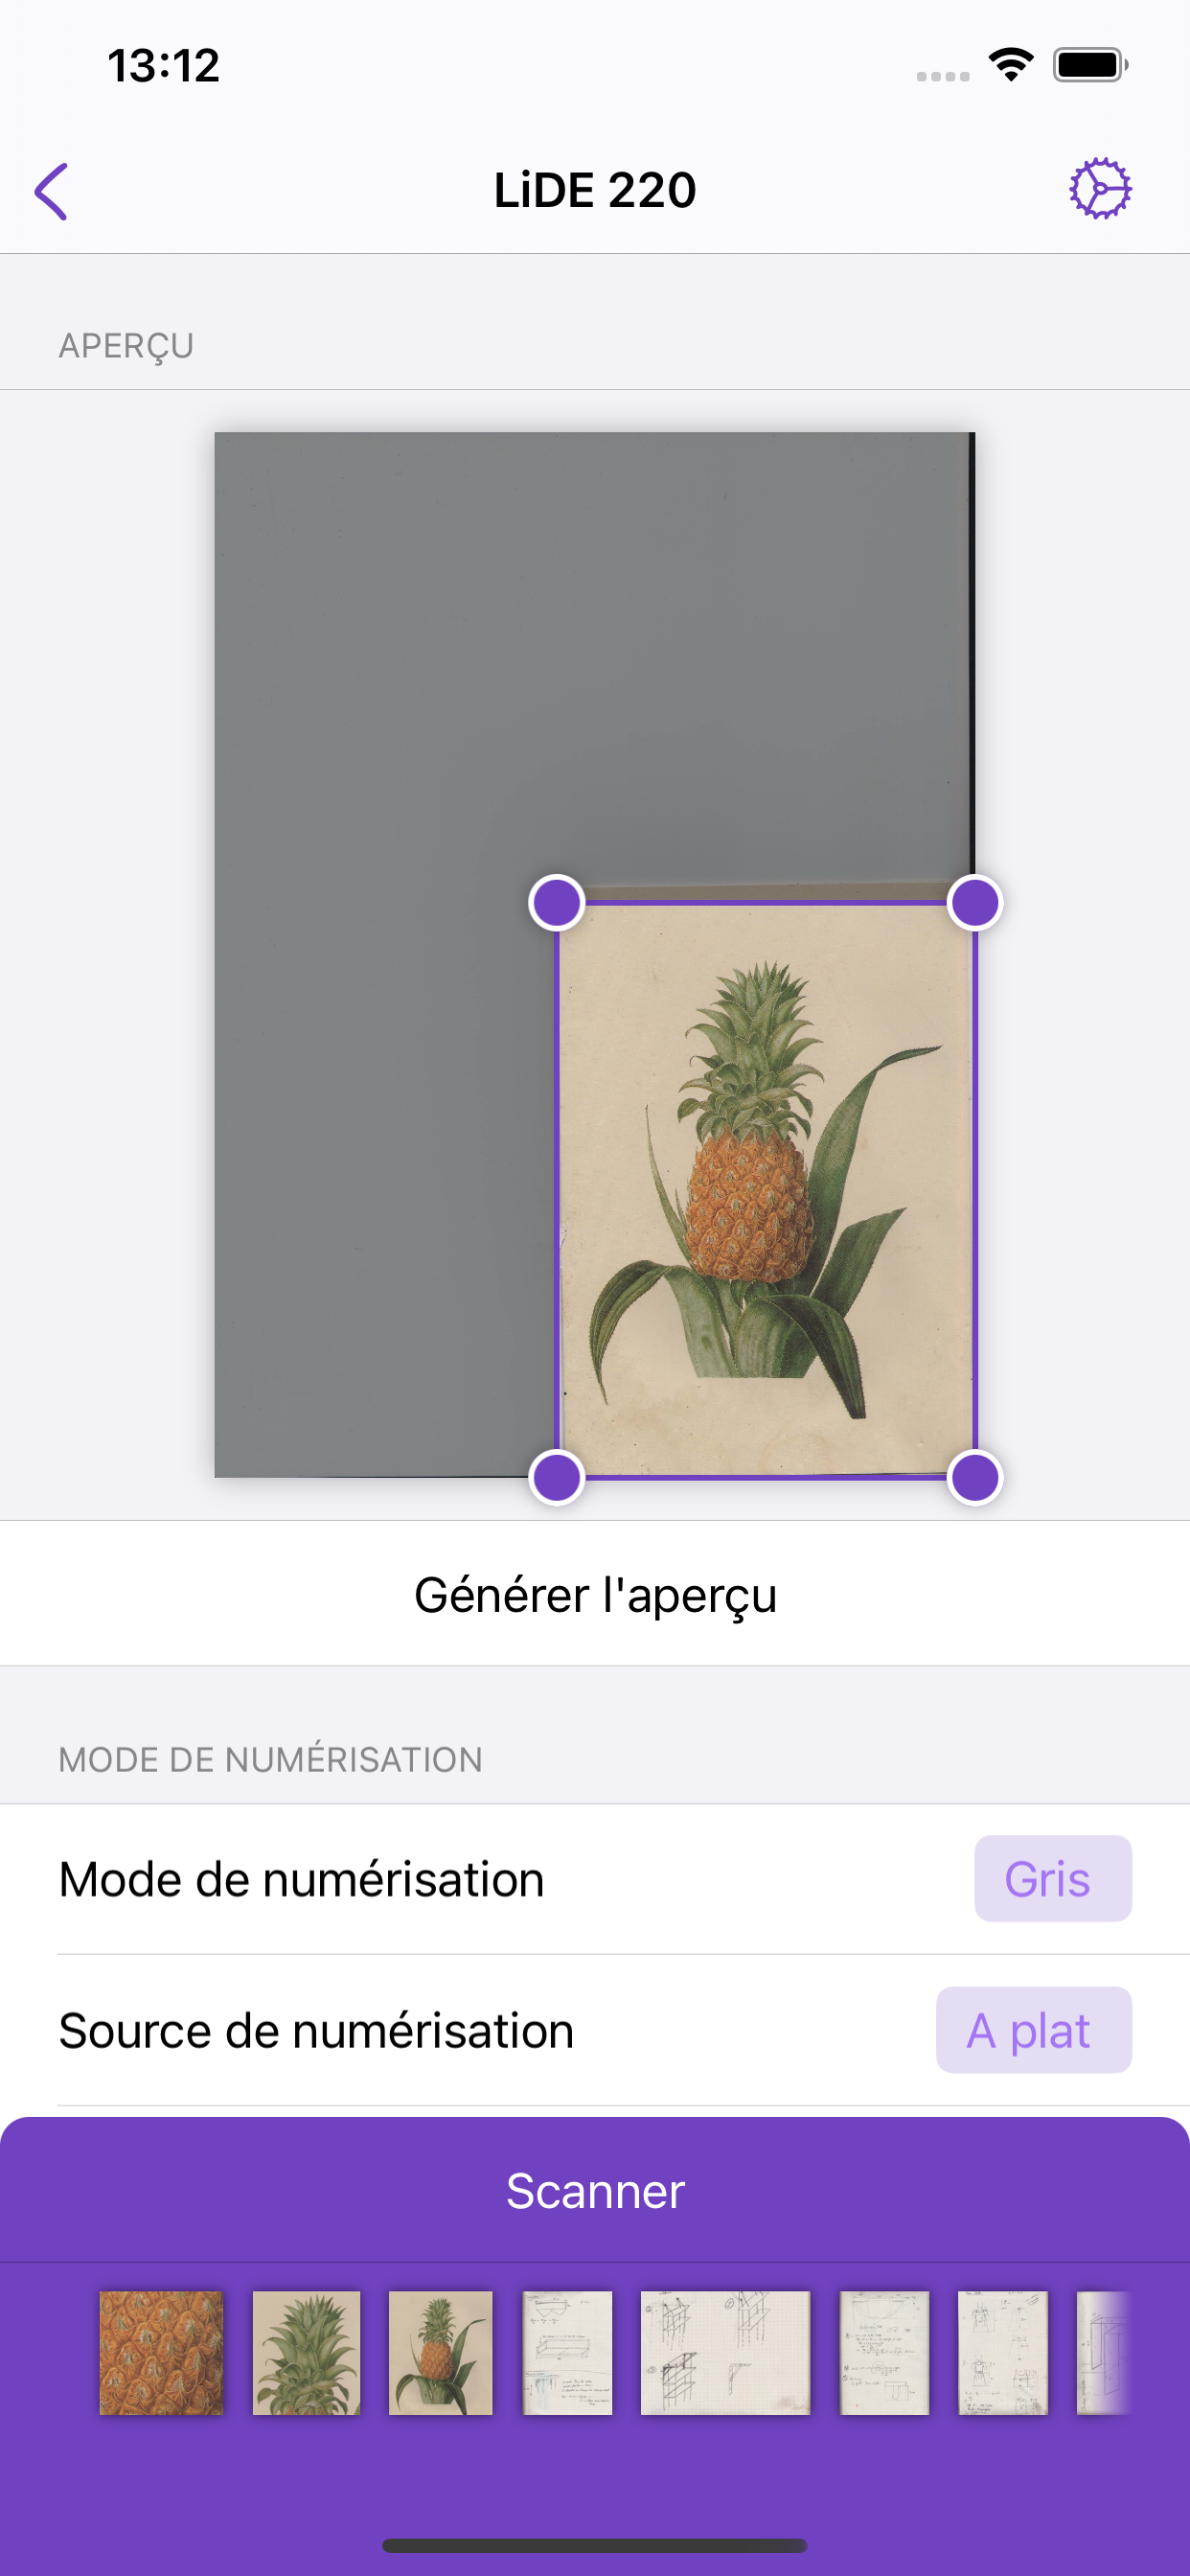 13:12
LiDE 220
APERÇU
Générer l'aperçu
MODE DE NUMÉRISATION
Mode de numérisation
Gris
Source de numérisation
A plat
Scanner